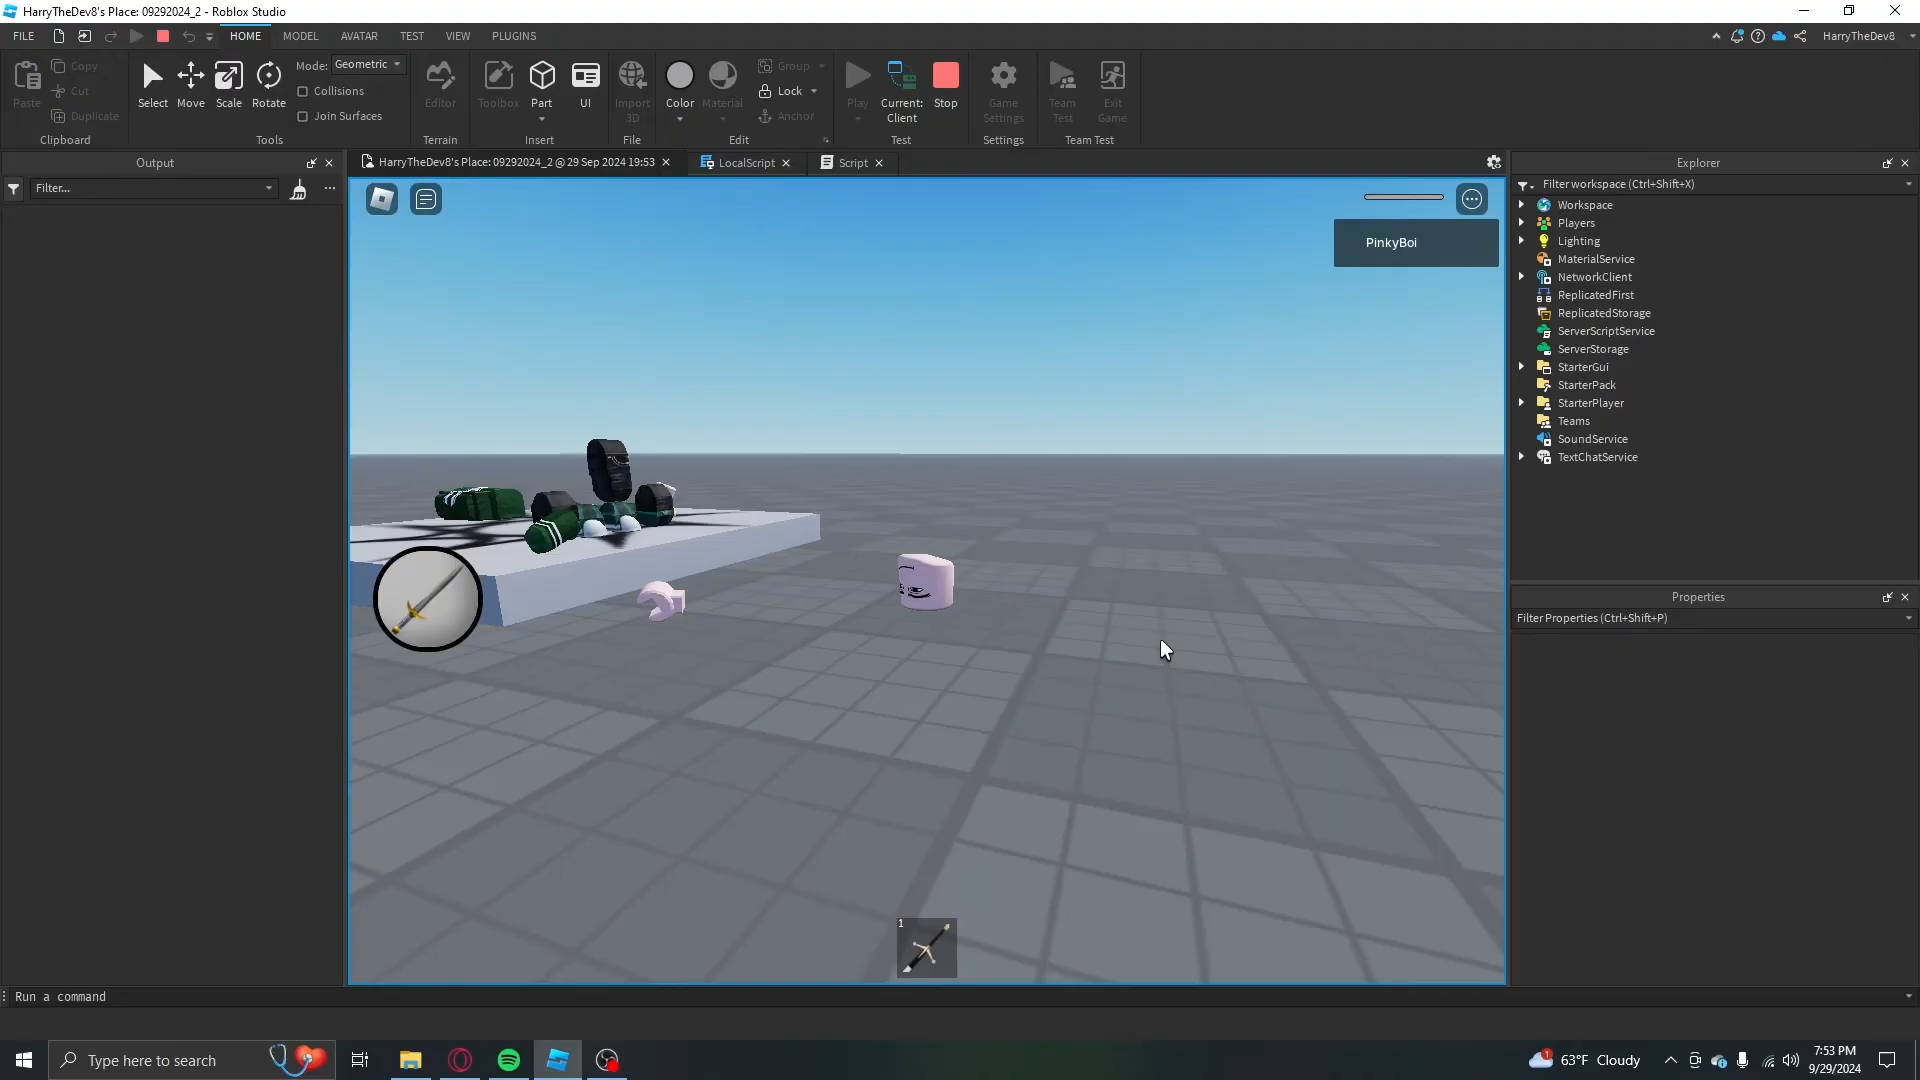 HarryTheDev8's Place: 09292024_2 - Roblox Studio
FILE HOME MODEL AVATAR TEST VIEW PLUGINS HarryTheDev8
Paste Copy Cut Duplicate Clipboard
Select Move Scale Rotate Mode: Geometric Collisions Join Surfaces Tools
Editor Terrain
Toolbox Part UI Insert
Import 3D File
Color Material Group Lock Anchor Edit
Play Current: Client Stop Test
Game Settings Settings
Team Test Exit Game Team Test
Output
Filter...
HarryTheDev8's Place: 09292024_2 @ 29 Sep 2024 19:53 LocalScript Script
PinkyBoi
1
Explorer
Filter workspace (Ctrl+Shift+X)
Workspace
Players
Lighting
MaterialService
NetworkClient
ReplicatedFirst
ReplicatedStorage
ServerScriptService
ServerStorage
StarterGui
StarterPack
StarterPlayer
Teams
SoundService
TextChatService
Properties
Filter Properties (Ctrl+Shift+P)
Run a command
Type here to search
1
63°F Cloudy
7:53 PM
9/29/2024